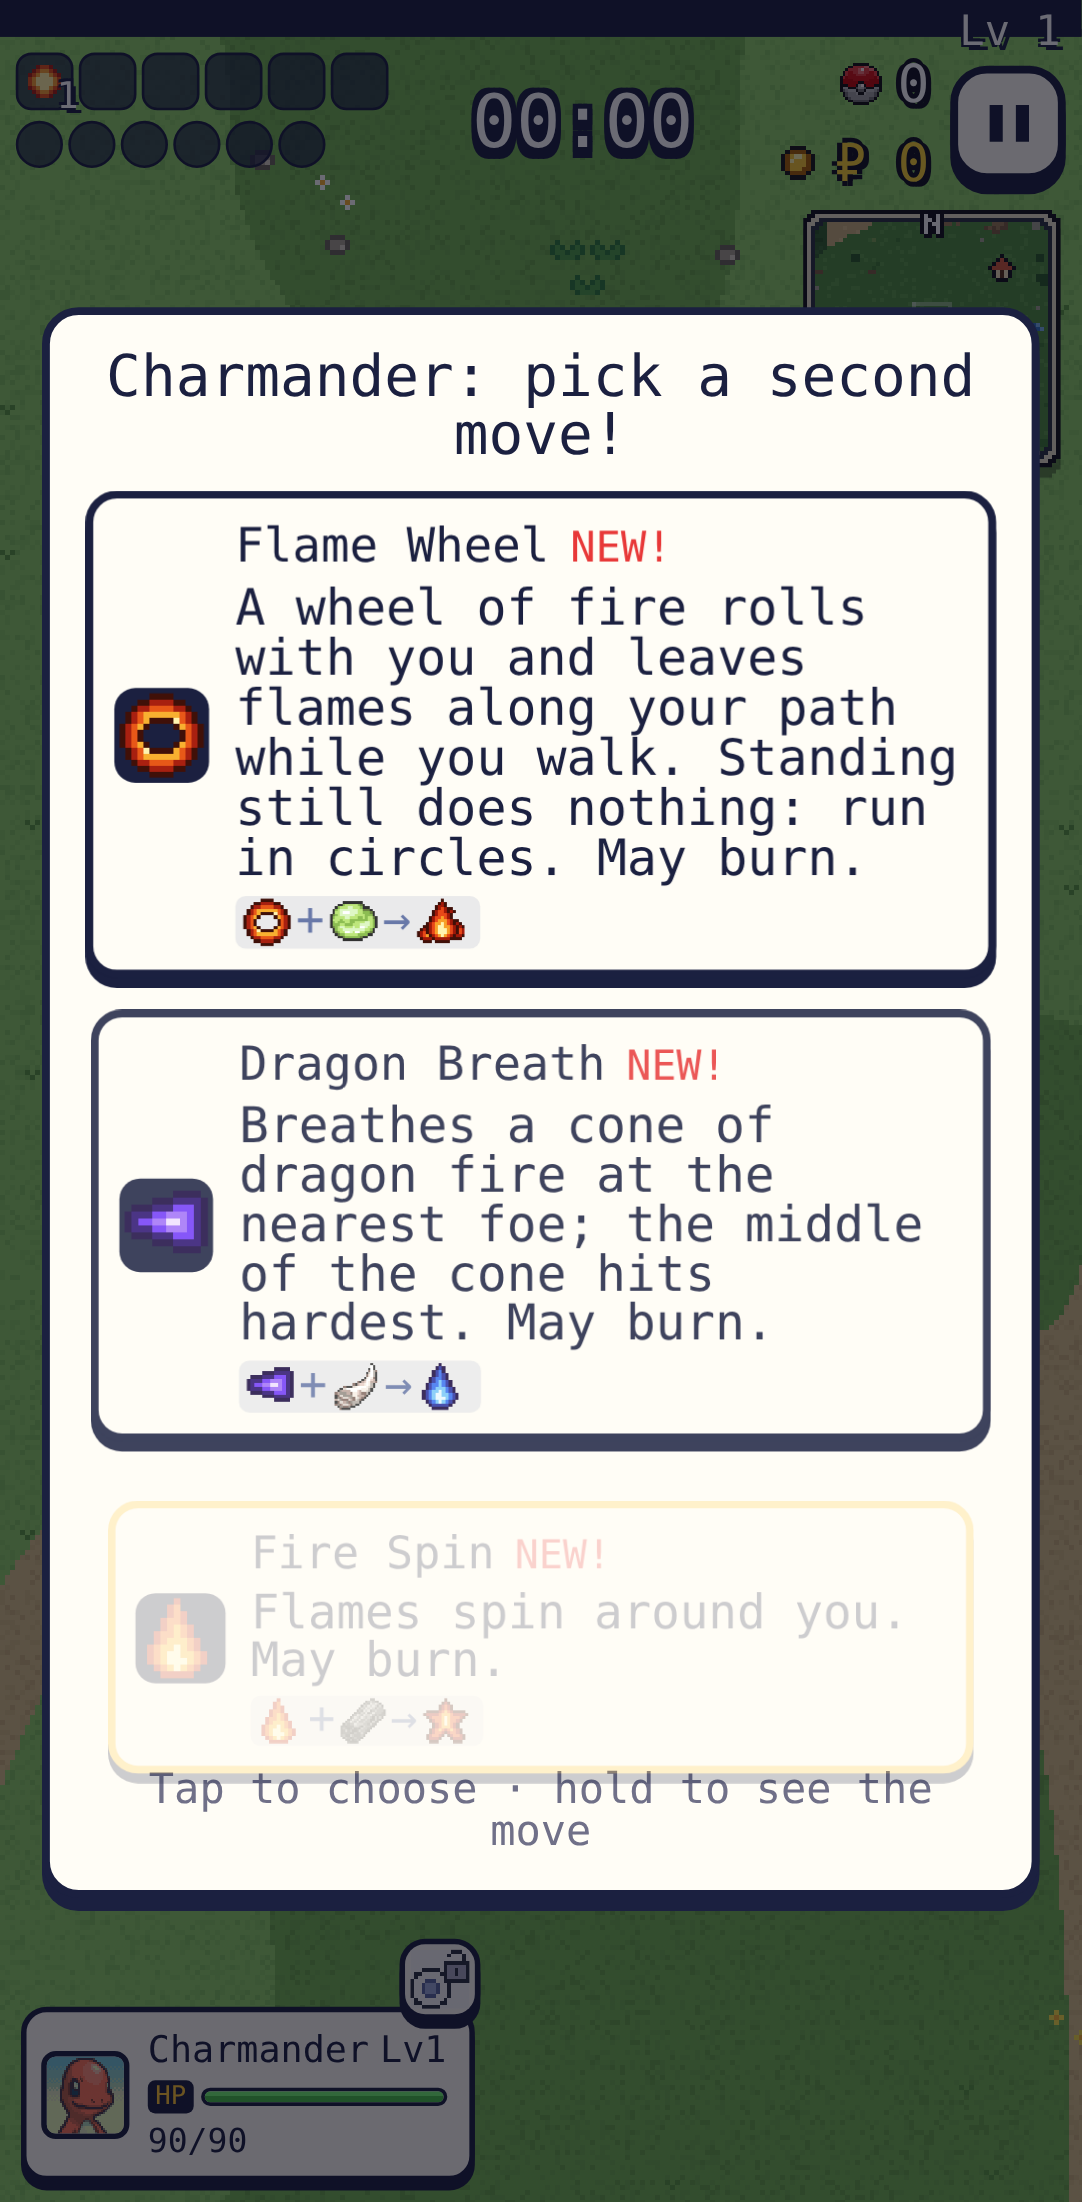 Lv 1
1
00:00
0
₽ 0
N
Charmander: pick a second
move!
Flame Wheel NEW!
A wheel of fire rolls
with you and leaves
flames along your path
while you walk. Standing
still does nothing: run
in circles. May burn.
+ →
Dragon Breath NEW!
Breathes a cone of
dragon fire at the
nearest foe; the middle
of the cone hits
hardest. May burn.
+ →
Fire Spin NEW!
Flames spin around you.
May burn.
+ →
Tap to choose · hold to see the
move
Charmander Lv1
HP
90/90